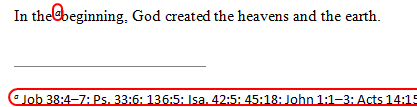 In the ᵃbeginning, God created the heavens and the earth.
ᵃ Job 38:4–7; Ps. 33:6; 136:5; Isa. 42:5; 45:18; John 1:1–3; Acts 14:15